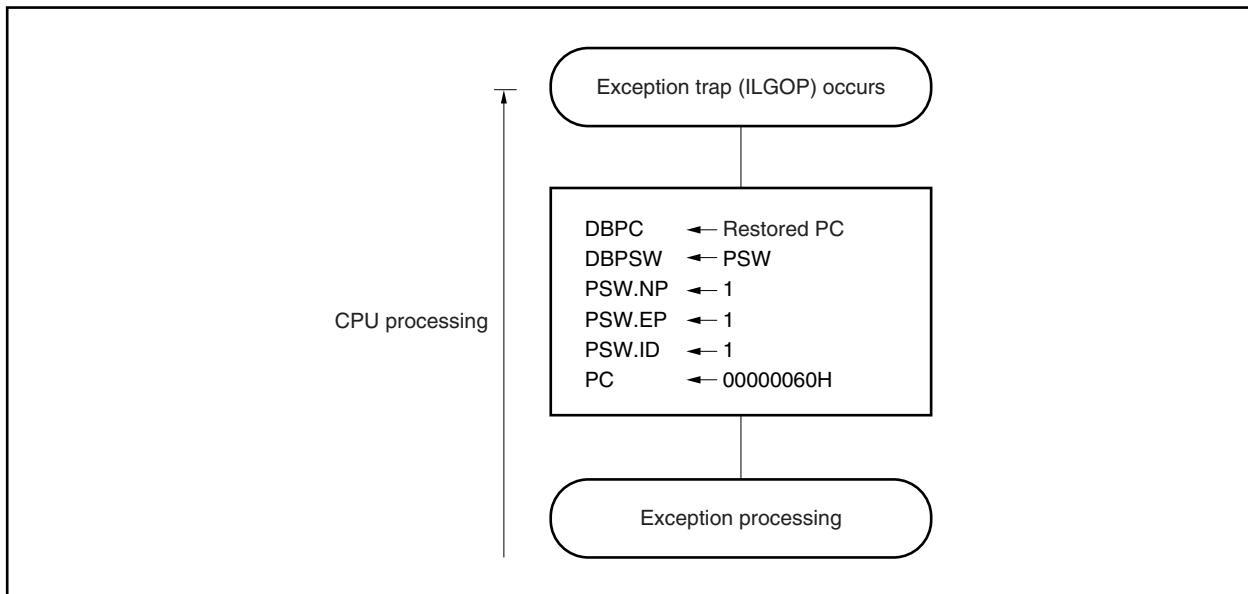 Exception trap (ILGOP) occurs
CPU processing
DBPC ← Restored PC
DBPSW ← PSW
PSW.NP ← 1
PSW.EP ← 1
PSW.ID ← 1
PC ← 00000060H
Exception processing